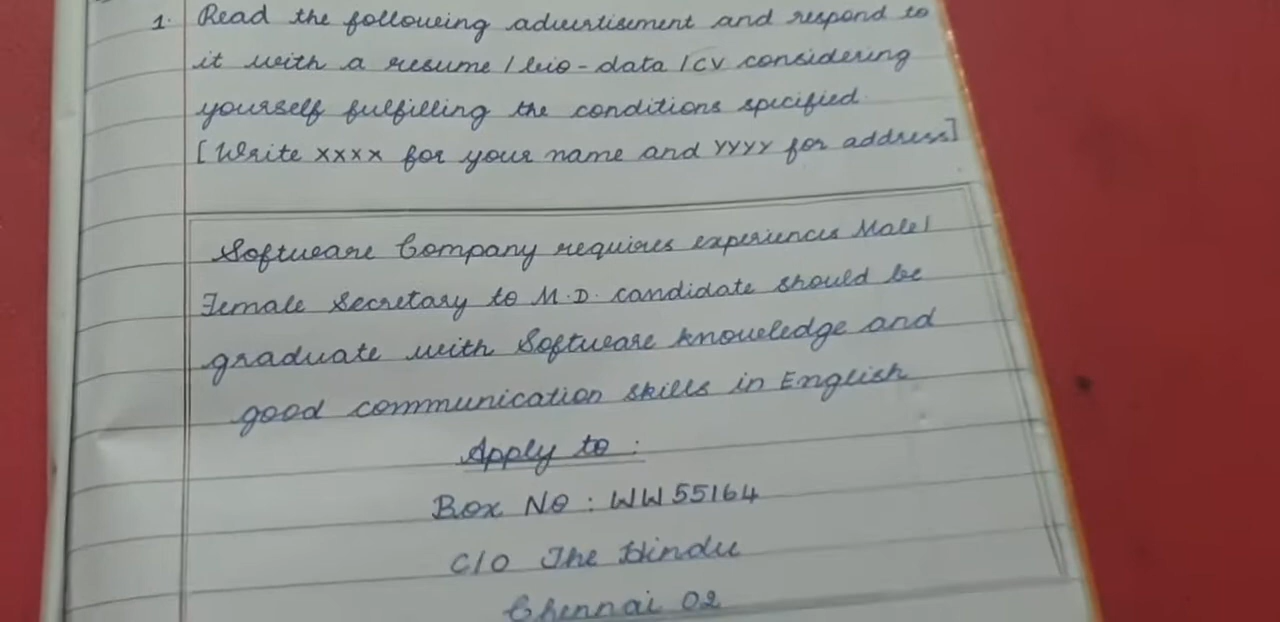 1. Read the following advertisement and respond to
it with a resume / bio-data / CV considering
yourself fulfilling the conditions specified.
[Write xxxx for your name and YYYY for address]
Software Company requires experiences Male/
Female Secretary to M.D. candidate should be
graduate with Software knowledge and
good communication skills in English
Apply to :
Box No : WW55164
C/O The Hindu
Chennai 02